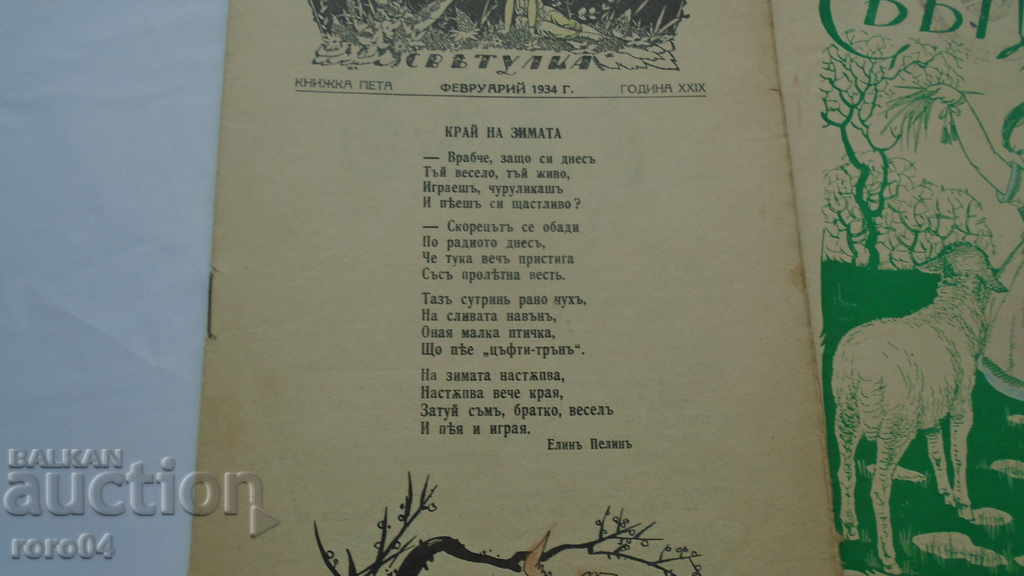 СВѢТУЛКА
КНИЖКА ПЕТА ФЕВРУАРИЙ 1934 Г. ГОДИНА XXIX
КРАЙ НА ЗИМАТА
— Врабче, защо си днесъ
Тъй весело, тъй живо,
Играешъ, чуруликашъ
И пѣешъ си щастливо?
— Скорецътъ се обади
По радиото днесъ,
Че тука вечъ пристига
Съсъ пролѣтна весть.
Тазъ сутринь рано чухъ,
На сливата навънъ,
Оная малка птичка,
Що пѣе „цъфти-трънъ“.
На зимата настѫпва,
Настѫпва вече края,
Затуй съмъ, братко, веселъ
И пѣя и играя.
Елинъ Пелинъ
BALKAN
auction
roro04